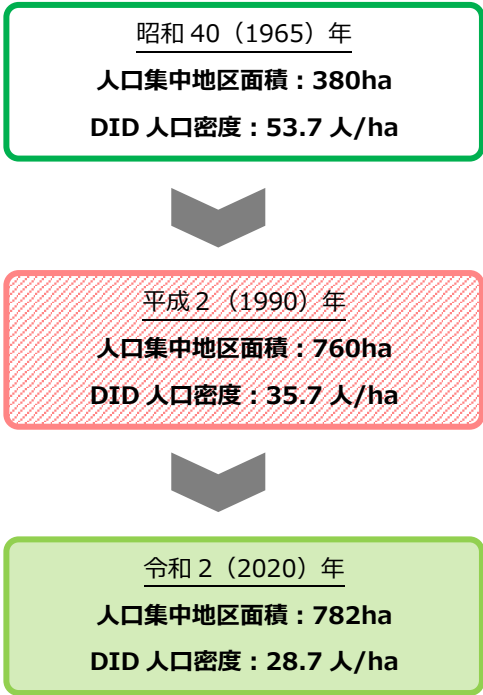 昭和 40（1965）年
人口集中地区面積：380ha
DID 人口密度：53.7 人/ha
平成２（1990）年
人口集中地区面積：760ha
DID 人口密度：35.7 人/ha
令和２（2020）年
人口集中地区面積：782ha
DID 人口密度：28.7 人/ha